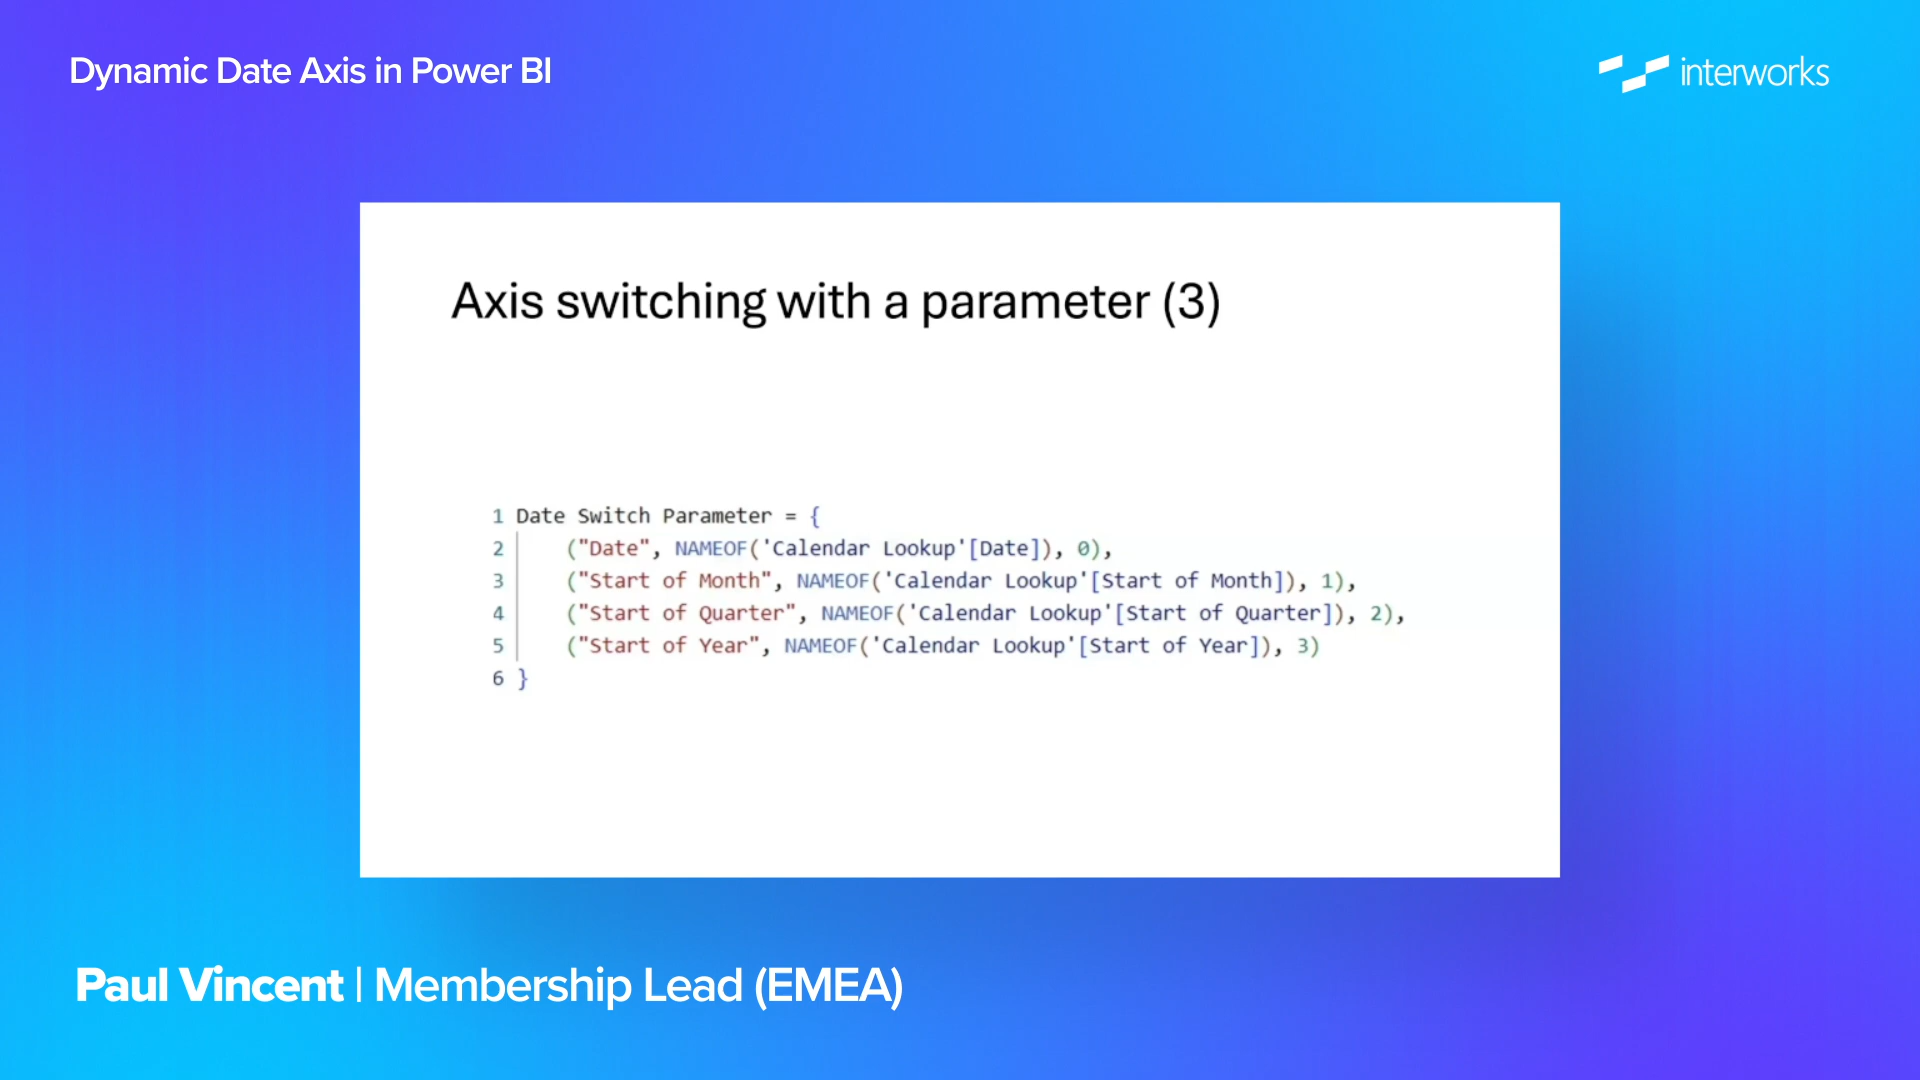 Dynamic Date Axis in Power BI
interworks
Axis switching with a parameter (3)
1 Date Switch Parameter = {
2 ("Date", NAMEOF('Calendar Lookup'[Date]), 0),
3 ("Start of Month", NAMEOF('Calendar Lookup'[Start of Month]), 1),
4 ("Start of Quarter", NAMEOF('Calendar Lookup'[Start of Quarter]), 2),
5 ("Start of Year", NAMEOF('Calendar Lookup'[Start of Year]), 3)
6 }
Paul Vincent | Membership Lead (EMEA)